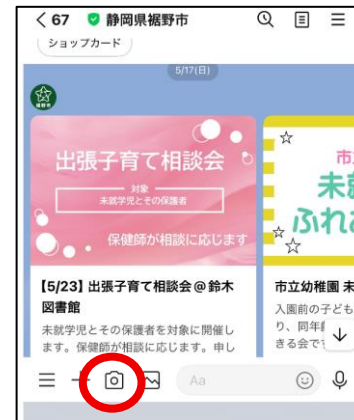 67 静岡県裾野市
ショップカード
5/17(日)
出張子育て相談会
対象
未就学児とその保護者
保健師が相談に応じます
【5/23】出張子育て相談会@鈴木
図書館
未就学児とその保護者を対象に開催し
ます。保健師が相談に応じます。申し
市立
未就
ふれあ
市立幼稚園 未
入園前の子ども
り、同年齢
きる会で
Aa